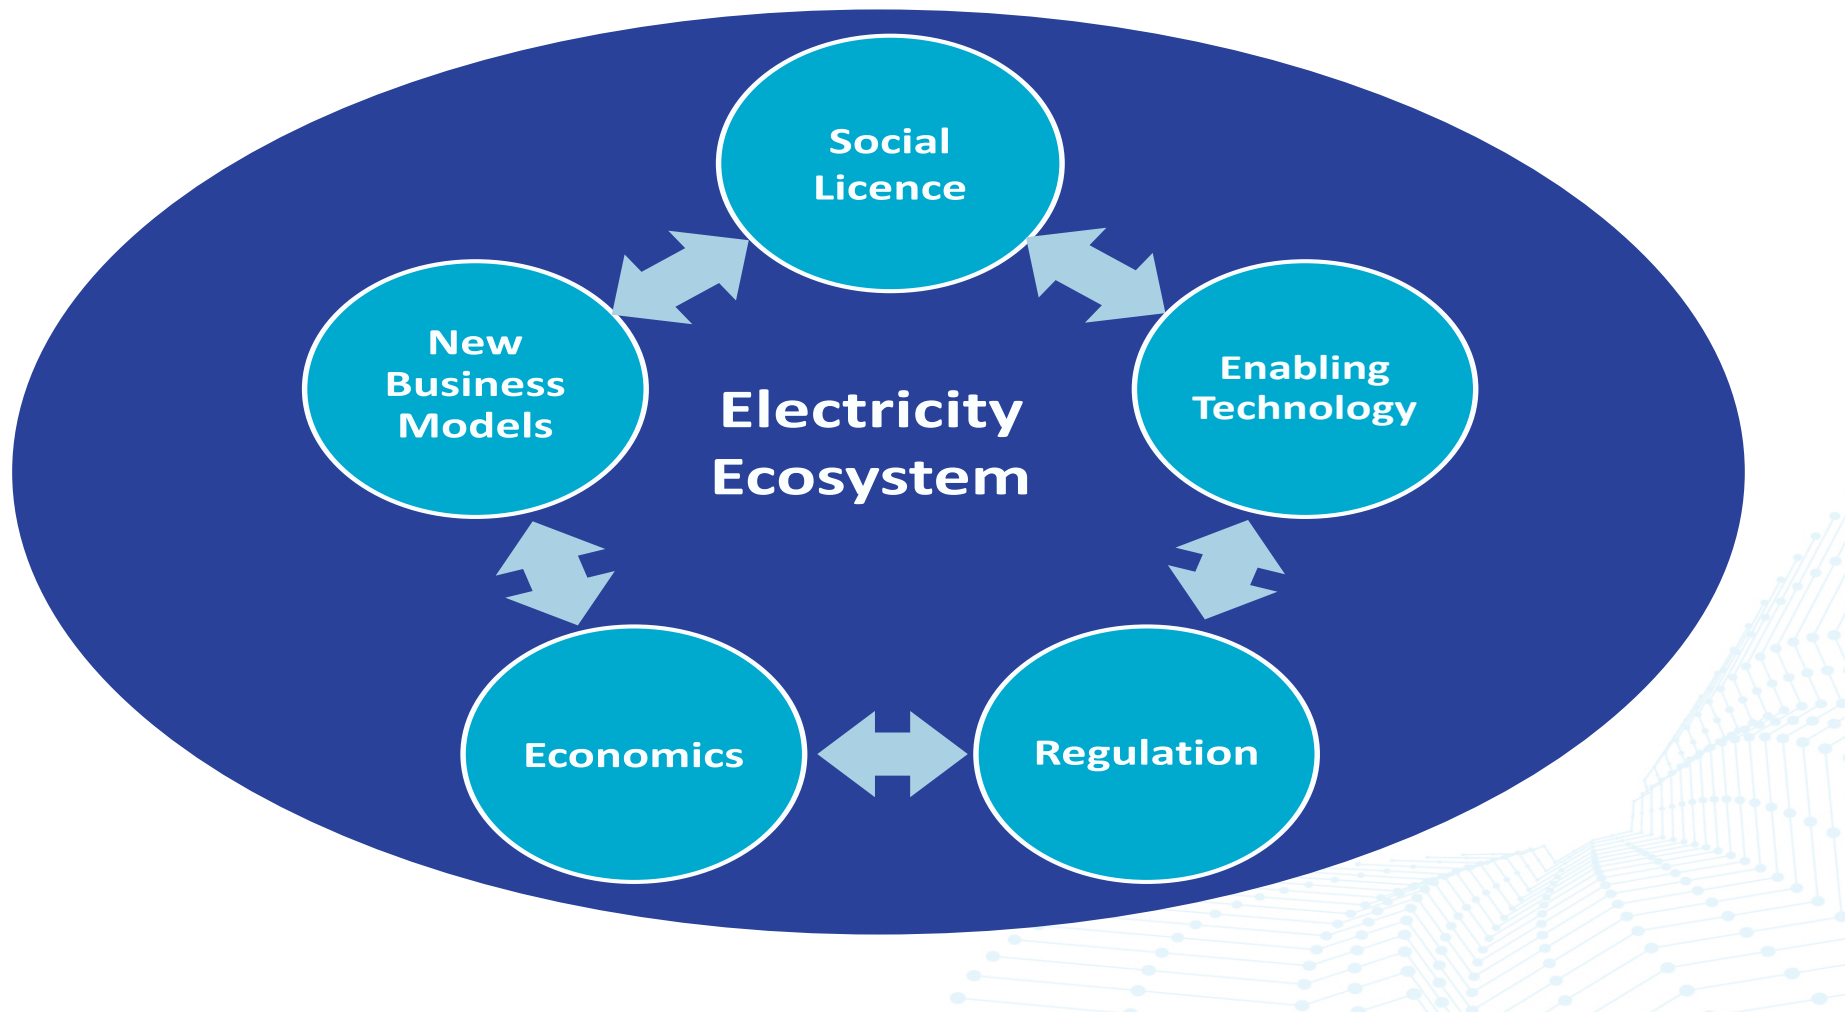 Social
Licence
New
Business
Models
Enabling
Technology
Electricity
Ecosystem
Economics
Regulation